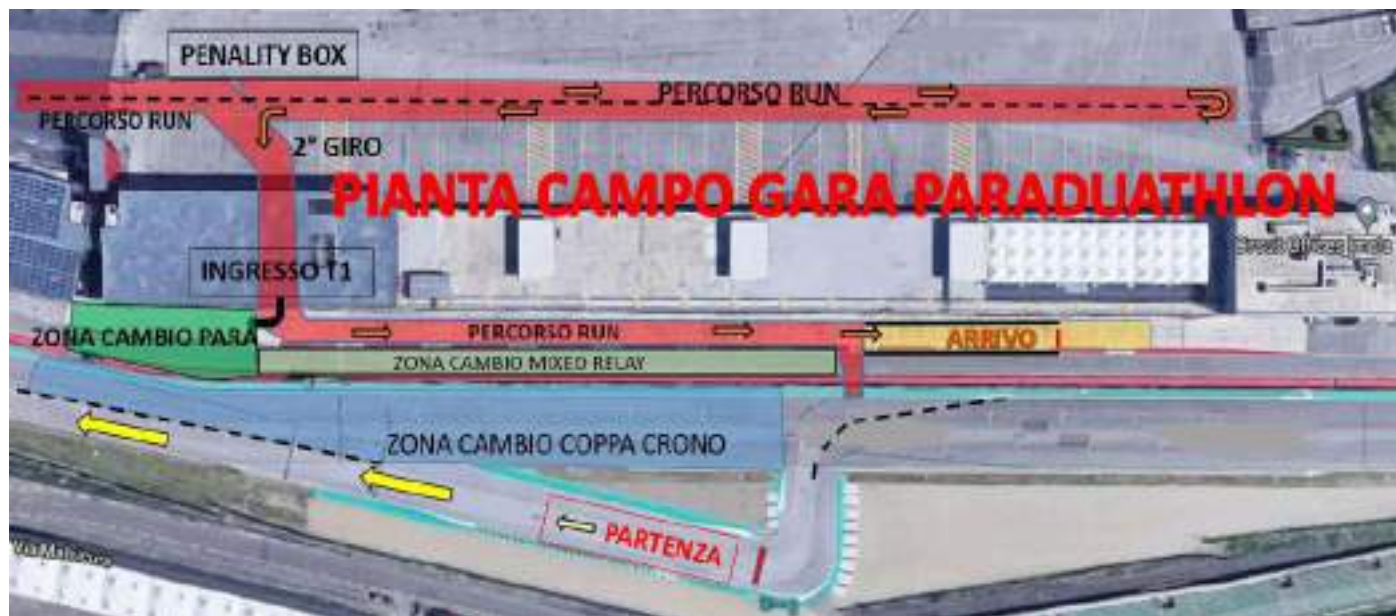 PENALITY BOX
PERCORSO RUN
PERCORSO RUN
2° GIRO
PIANTA CAMPO GARA PARADUATHLON
INGRESSO T1
ZONA CAMBIO PARA
PERCORSO RUN
ARRIVO
ZONA CAMBIO MIXED RELAY
ZONA CAMBIO COPPA CRONO
PARTENZA